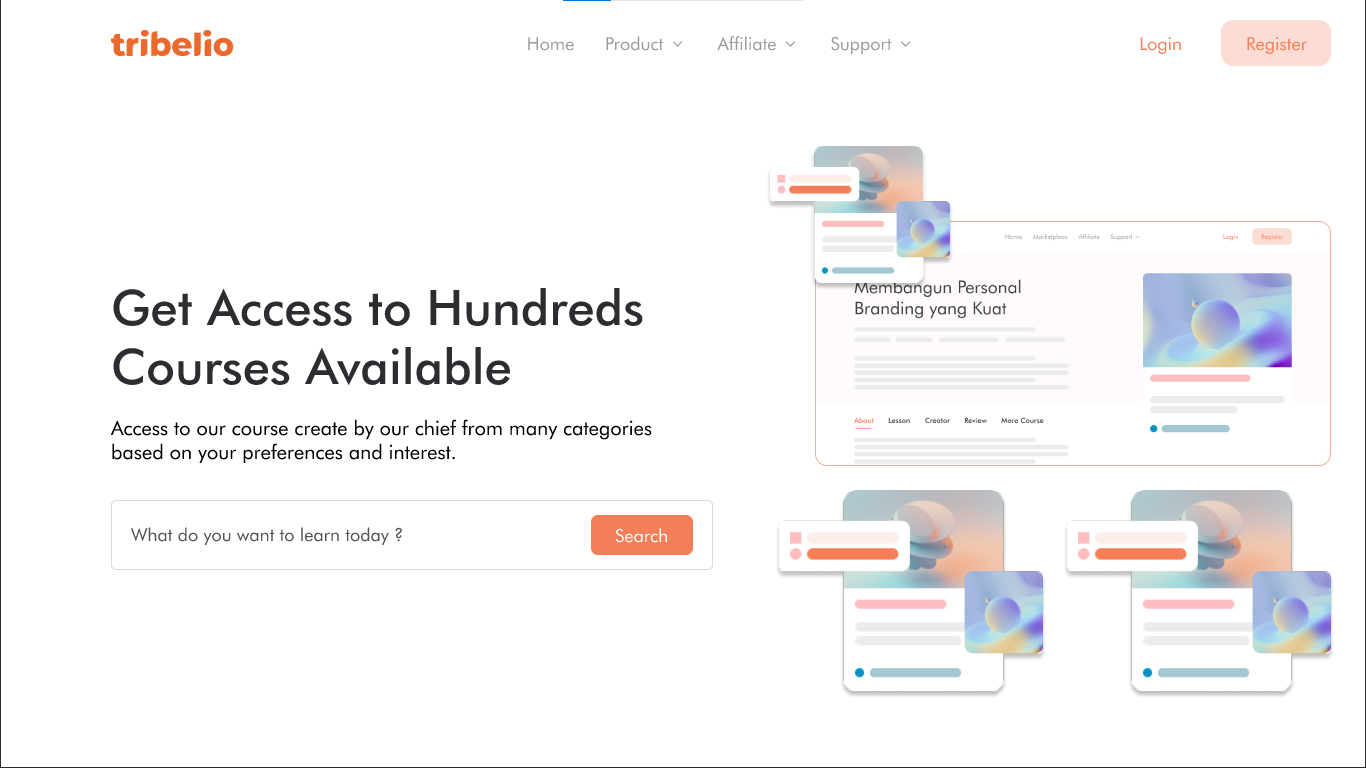 tribelio
Home Product Affiliate Support
Login Register
Home Marketplace Affiliate Support
Login Register
Membangun Personal
Branding yang Kuat
About Lesson Creator Review More Course
Get Access to Hundreds
Courses Available
Access to our course create by our chief from many categories
based on your preferences and interest.
What do you want to learn today ?
Search